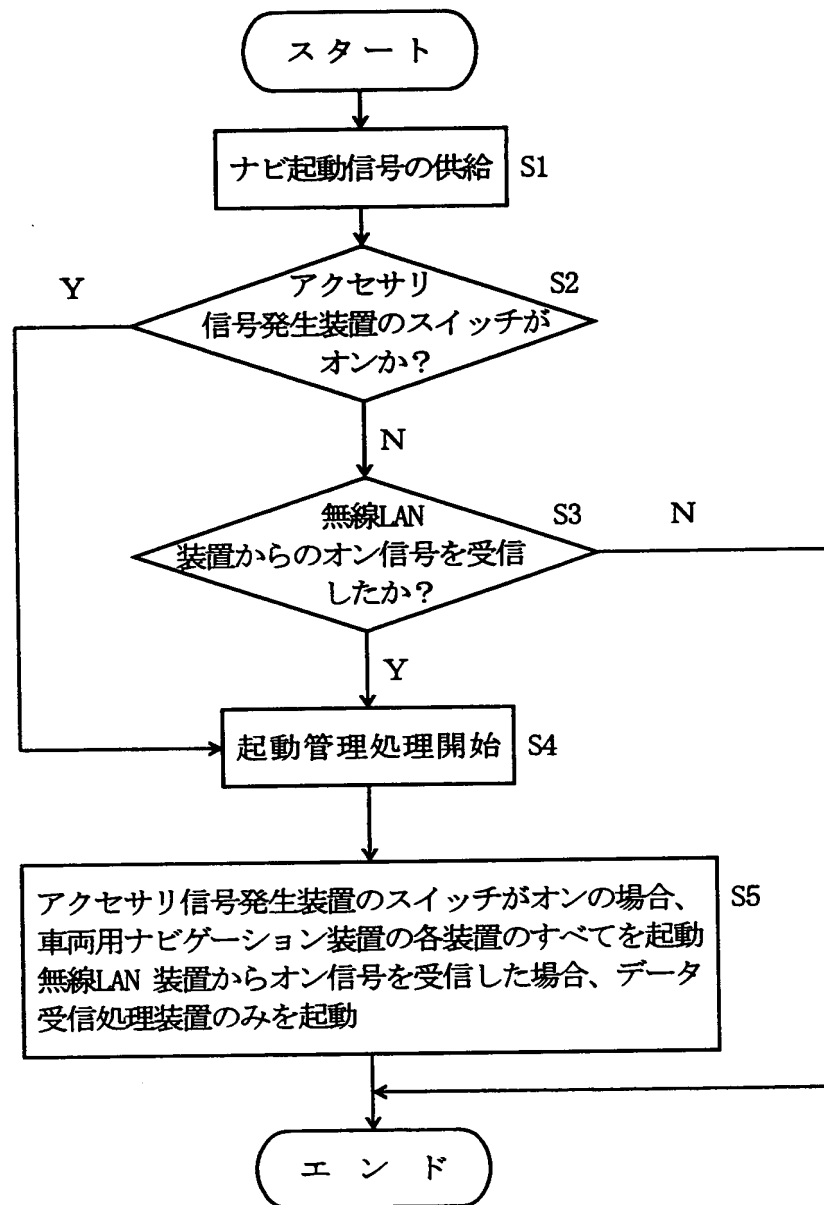 スタート
ナビ起動信号の供給 S1
Y
アクセサリ
信号発生装置のスイッチが
オンか？
S2
N
無線LAN
装置からのオン信号を受信
したか？
S3
N
Y
起動管理処理開始 S4
アクセサリ信号発生装置のスイッチがオンの場合、
車両用ナビゲーション装置の各装置のすべてを起動
無線LAN 装置からオン信号を受信した場合、データ
受信処理装置のみを起動
S5
エンド